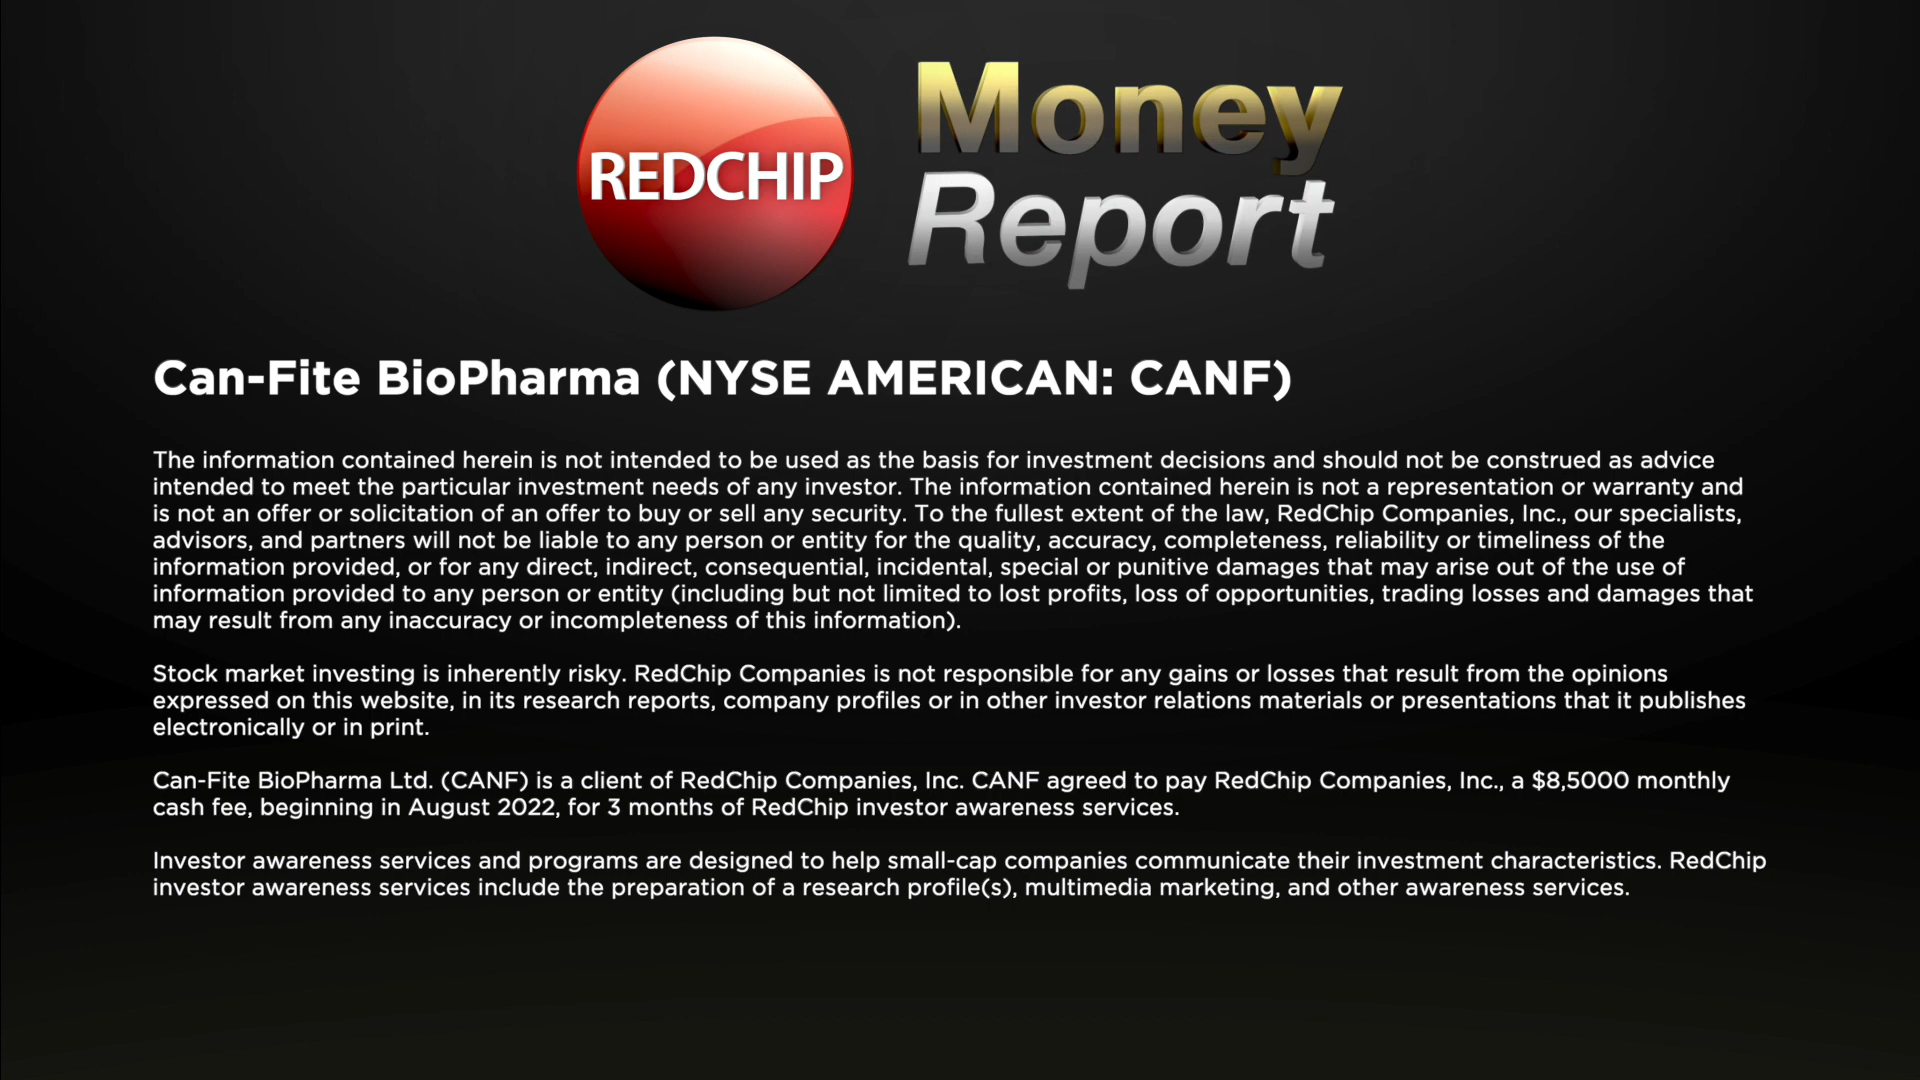 REDCHIP
Money
Report
Can-Fite BioPharma (NYSE AMERICAN: CANF)
The information contained herein is not intended to be used as the basis for investment decisions and should not be construed as advice
intended to meet the particular investment needs of any investor. The information contained herein is not a representation or warranty and
is not an offer or solicitation of an offer to buy or sell any security. To the fullest extent of the law, RedChip Companies, Inc., our specialists,
advisors, and partners will not be liable to any person or entity for the quality, accuracy, completeness, reliability or timeliness of the
information provided, or for any direct, indirect, consequential, incidental, special or punitive damages that may arise out of the use of
information provided to any person or entity (including but not limited to lost profits, loss of opportunities, trading losses and damages that
may result from any inaccuracy or incompleteness of this information).
Stock market investing is inherently risky. RedChip Companies is not responsible for any gains or losses that result from the opinions
expressed on this website, in its research reports, company profiles or in other investor relations materials or presentations that it publishes
electronically or in print.
Can-Fite BioPharma Ltd. (CANF) is a client of RedChip Companies, Inc. CANF agreed to pay RedChip Companies, Inc., a $8,5000 monthly
cash fee, beginning in August 2022, for 3 months of RedChip investor awareness services.
Investor awareness services and programs are designed to help small-cap companies communicate their investment characteristics. RedChip
investor awareness services include the preparation of a research profile(s), multimedia marketing, and other awareness services.